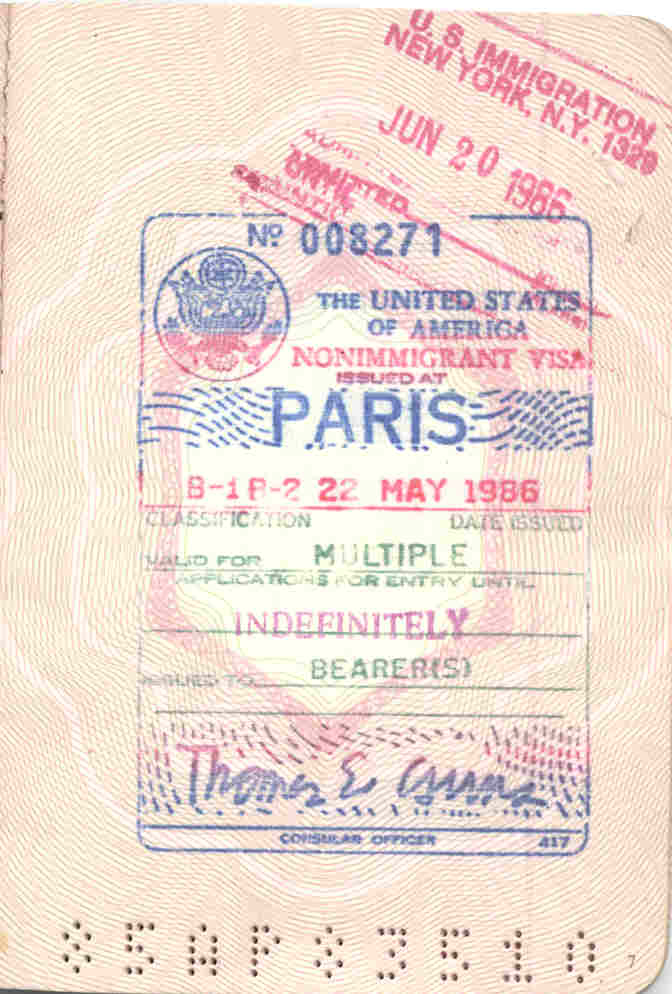 U. S. IMMIGRATION
NEW YORK, N.Y. 1329
JUN 20 1986
ADMITTED
UNTIL
Nº 008271
THE UNITED STATES
OF AMERICA
NONIMMIGRANT VISA
ISSUED AT
PARIS
B-1 B-2 22 MAY 1986
CLASSIFICATION DATE ISSUED
VALID FOR MULTIPLE
APPLICATIONS FOR ENTRY UNTIL
INDEFINITELY
ISSUED TO BEARER(S)
CONSULAR OFFICER 417
7